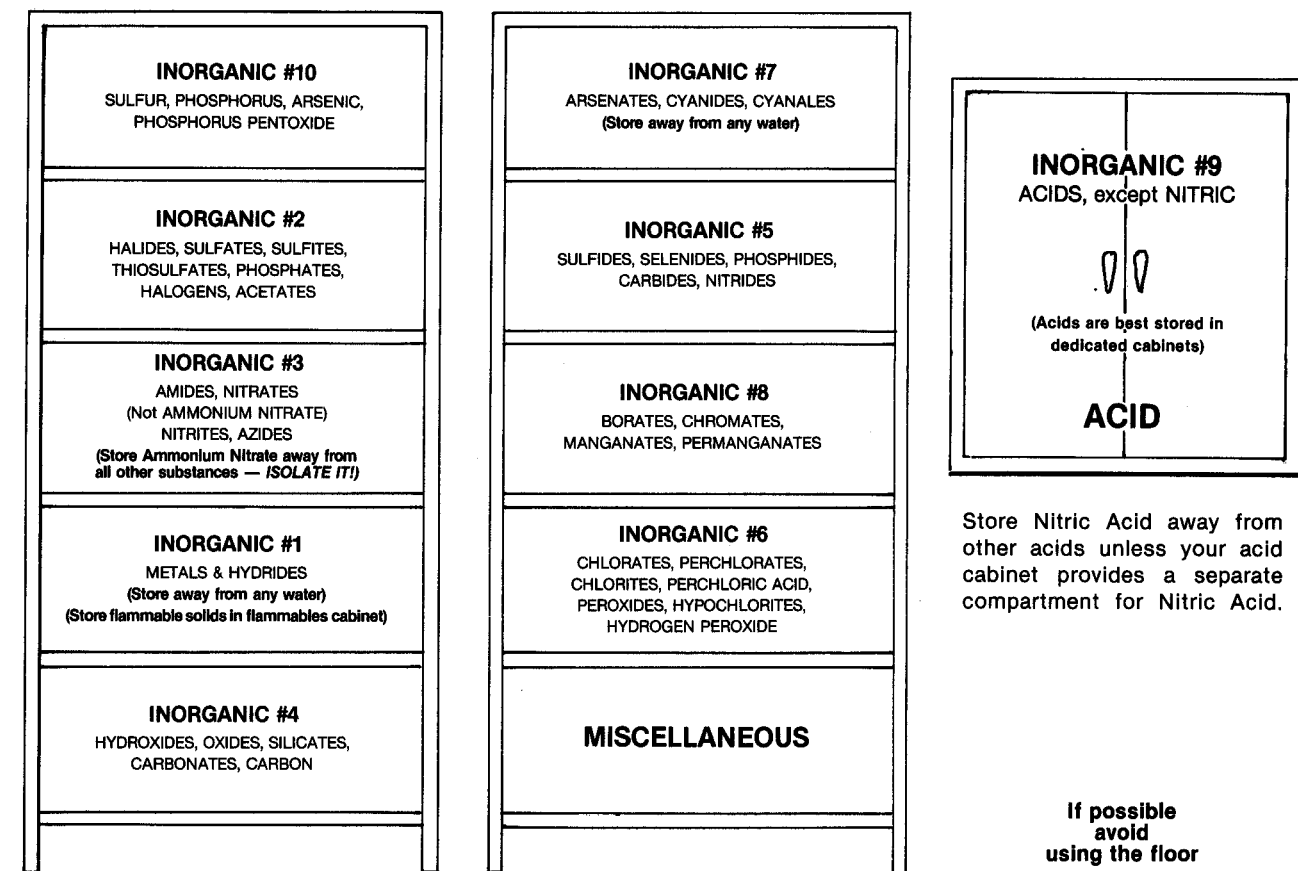 INORGANIC #10
SULFUR, PHOSPHORUS, ARSENIC,
PHOSPHORUS PENTOXIDE
INORGANIC #2
HALIDES, SULFATES, SULFITES,
THIOSULFATES, PHOSPHATES,
HALOGENS, ACETATES
INORGANIC #3
AMIDES, NITRATES
(Not AMMONIUM NITRATE)
NITRITES, AZIDES
(Store Ammonium Nitrate away from
all other substances — ISOLATE IT!)
INORGANIC #1
METALS & HYDRIDES
(Store away from any water)
(Store flammable solids in flammables cabinet)
INORGANIC #4
HYDROXIDES, OXIDES, SILICATES,
CARBONATES, CARBON
INORGANIC #7
ARSENATES, CYANIDES, CYANALES
(Store away from any water)
INORGANIC #5
SULFIDES, SELENIDES, PHOSPHIDES,
CARBIDES, NITRIDES
INORGANIC #8
BORATES, CHROMATES,
MANGANATES, PERMANGANATES
INORGANIC #6
CHLORATES, PERCHLORATES,
CHLORITES, PERCHLORIC ACID,
PEROXIDES, HYPOCHLORITES,
HYDROGEN PEROXIDE
MISCELLANEOUS
INORGANIC #9
ACIDS, except NITRIC
(Acids are best stored in
dedicated cabinets)
ACID
Store Nitric Acid away from
other acids unless your acid
cabinet provides a separate
compartment for Nitric Acid.
If possible
avoid
using the floor